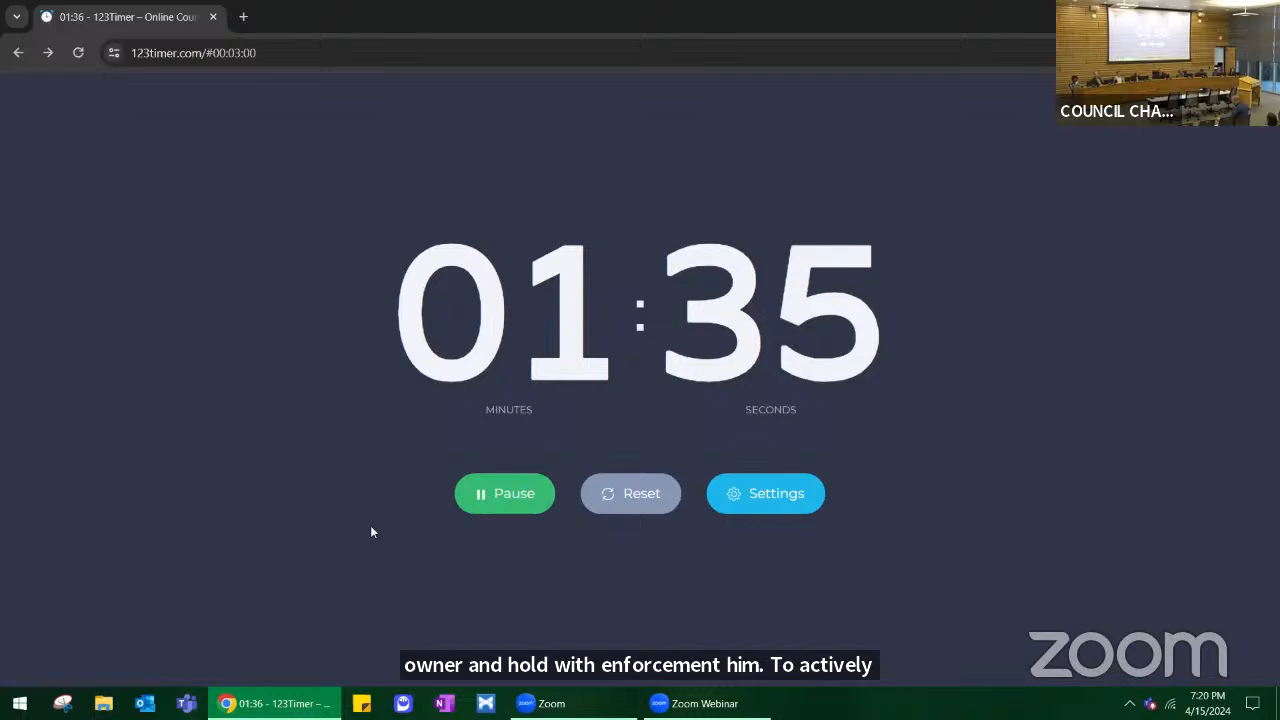 01:36 - 123Timer – Online Cour
123timer.com/#00:03:00
COUNCIL CHA...
01:35
MINUTES
SECONDS
Pause
Reset
Settings
owner and hold with enforcement him. To actively
zoom
01:36 - 123Timer – ...
Zoom
Zoom Webinar
7:20 PM
4/15/2024